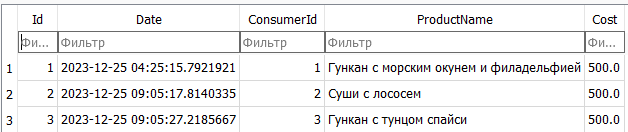 Id Date ConsumerId ProductName Cost
Фи... Фильтр Фильтр Фильтр Фи...
1 1 2023-12-25 04:25:15.7921921 1 Гункан с морским окунем и филадельфией 500.0
2 2 2023-12-25 09:05:17.8140335 2 Суши с лососем 500.0
3 3 2023-12-25 09:05:27.2185667 3 Гункан с тунцом спайси 500.0